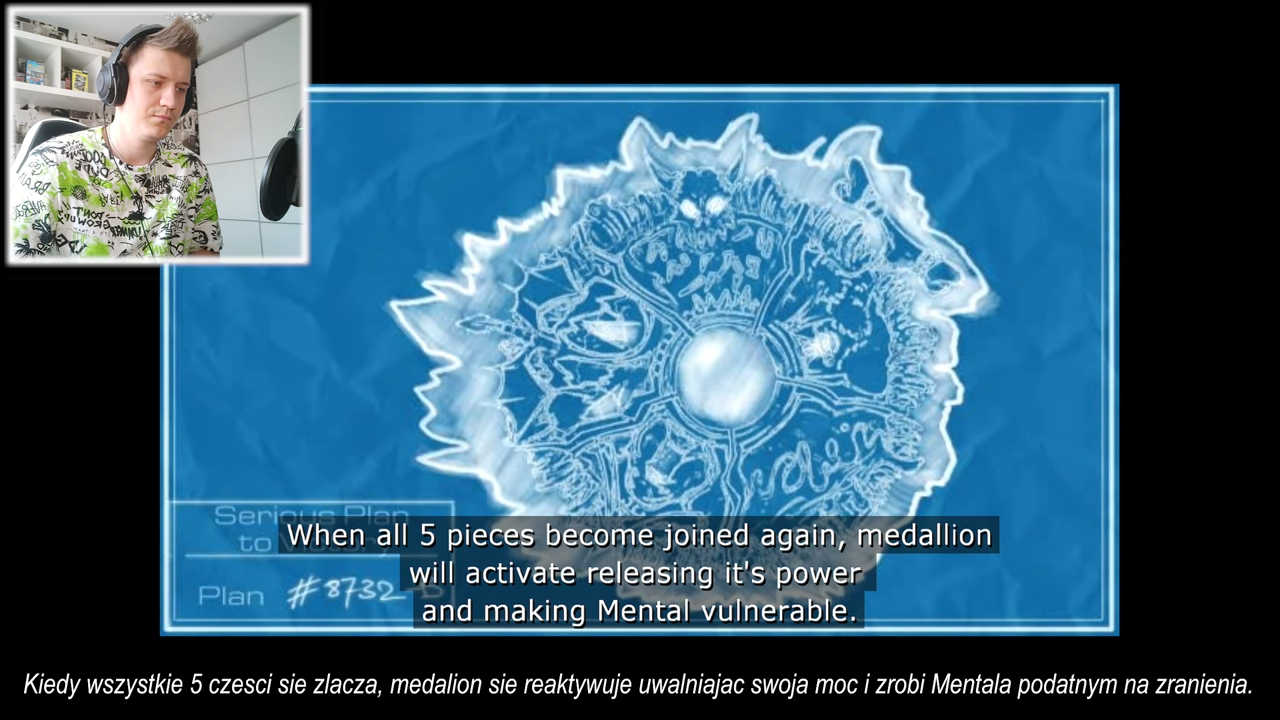 Serious Plan
to
Plan #8732
When all 5 pieces become joined again, medallion
will activate releasing it's power
and making Mental vulnerable.
Kiedy wszystkie 5 czesci sie zlacza, medalion sie reaktywuje uwalniajac swoja moc i zrobi Mentala podatnym na zranienia.